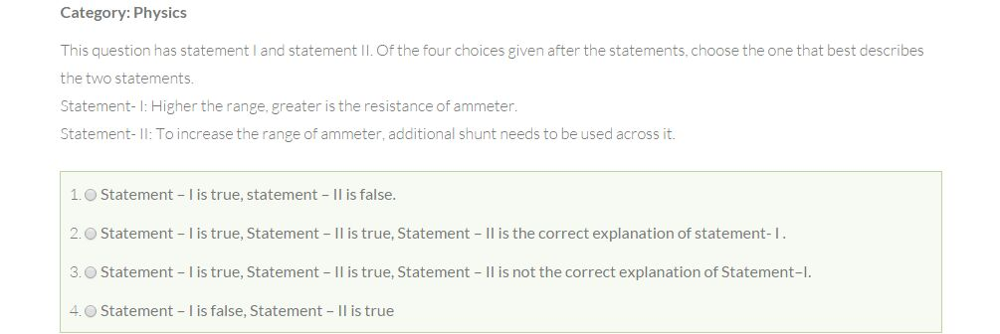 Category: Physics
This question has statement I and statement II. Of the four choices given after the statements, choose the one that best describes
the two statements.
Statement- I: Higher the range, greater is the resistance of ammeter.
Statement- II: To increase the range of ammeter, additional shunt needs to be used across it.
1. Statement – I is true, statement – II is false.
2. Statement – I is true, Statement – II is true, Statement – II is the correct explanation of statement- I .
3. Statement – I is true, Statement – II is true, Statement – II is not the correct explanation of Statement–I.
4. Statement – I is false, Statement – II is true